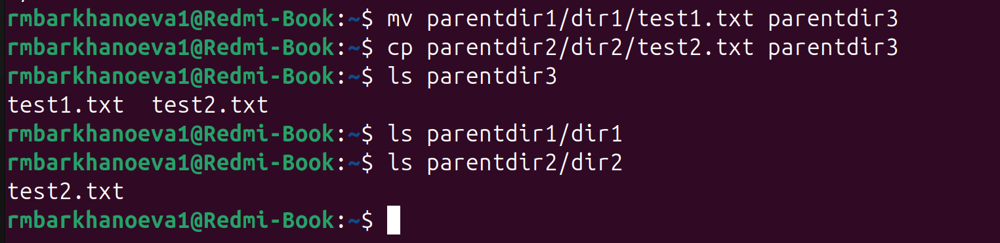 rmbarkhanoeva1@Redmi-Book:~$ mv parentdir1/dir1/test1.txt parentdir3
rmbarkhanoeva1@Redmi-Book:~$ cp parentdir2/dir2/test2.txt parentdir3
rmbarkhanoeva1@Redmi-Book:~$ ls parentdir3
test1.txt  test2.txt
rmbarkhanoeva1@Redmi-Book:~$ ls parentdir1/dir1
rmbarkhanoeva1@Redmi-Book:~$ ls parentdir2/dir2
test2.txt
rmbarkhanoeva1@Redmi-Book:~$